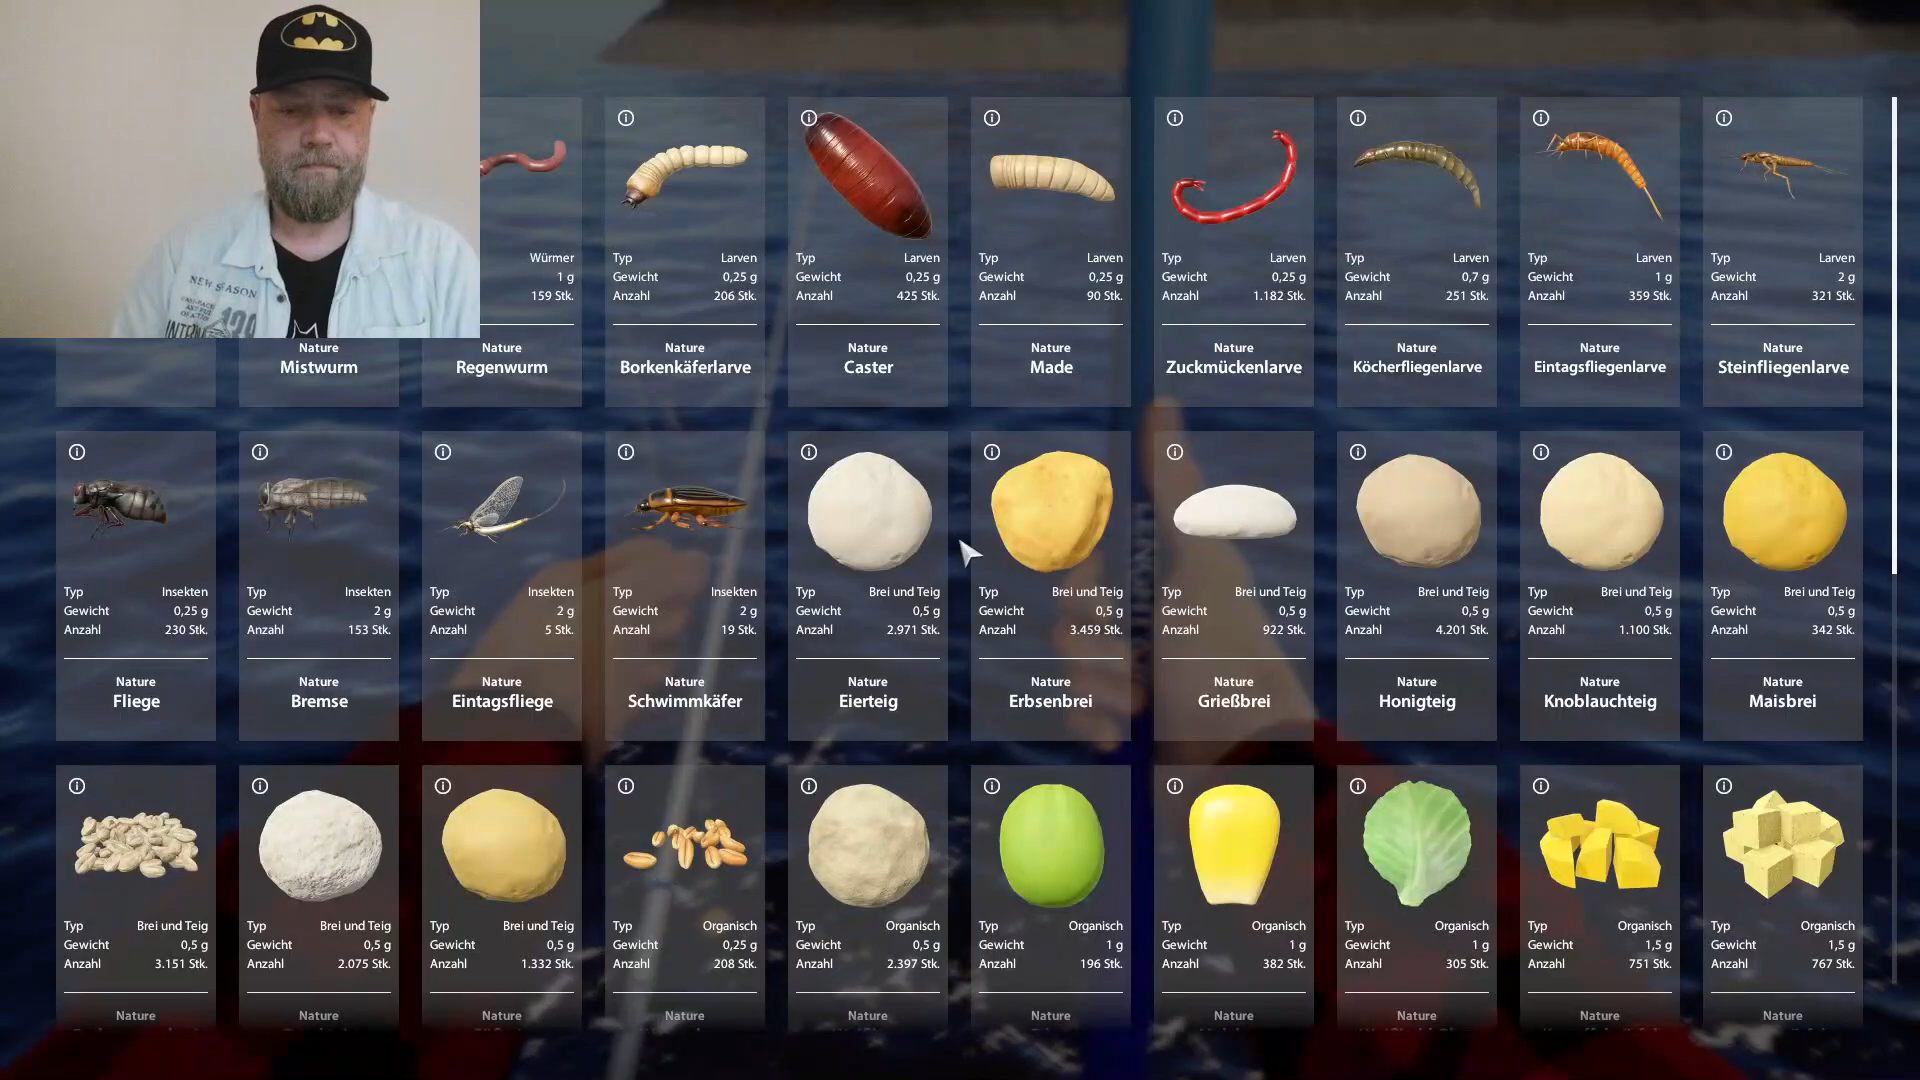 NEW SEASON
129
Würmer
1 g
159 Stk.
Typ Larven
Gewicht 0,25 g
Anzahl 206 Stk.
Typ Larven
Gewicht 0,25 g
Anzahl 425 Stk.
Typ Larven
Gewicht 0,25 g
Anzahl 90 Stk.
Typ Larven
Gewicht 0,25 g
Anzahl 1.182 Stk.
Typ Larven
Gewicht 0,7 g
Anzahl 251 Stk.
Typ Larven
Gewicht 1 g
Anzahl 359 Stk.
Typ Larven
Gewicht 2 g
Anzahl 321 Stk.
Nature
Mistwurm
Nature
Regenwurm
Nature
Borkenkäferlarve
Nature
Caster
Nature
Made
Nature
Zuckmückenlarve
Nature
Köcherfliegenlarve
Nature
Eintagsfliegenlarve
Nature
Steinfliegenlarve
Typ Insekten
Gewicht 0,25 g
Anzahl 230 Stk.
Nature
Fliege
Typ Insekten
Gewicht 2 g
Anzahl 153 Stk.
Nature
Bremse
Typ Insekten
Gewicht 2 g
Anzahl 5 Stk.
Nature
Eintagsfliege
Typ Insekten
Gewicht 2 g
Anzahl 19 Stk.
Nature
Schwimmkäfer
Typ Brei und Teig
Gewicht 0,5 g
Anzahl 2.971 Stk.
Nature
Eierteig
Typ Brei und Teig
Gewicht 0,5 g
Anzahl 3.459 Stk.
Nature
Erbsenbrei
Typ Brei und Teig
Gewicht 0,5 g
Anzahl 922 Stk.
Nature
Grießbrei
Typ Brei und Teig
Gewicht 0,5 g
Anzahl 4.201 Stk.
Nature
Honigteig
Typ Brei und Teig
Gewicht 0,5 g
Anzahl 1.100 Stk.
Nature
Knoblauchteig
Typ Brei und Teig
Gewicht 0,5 g
Anzahl 342 Stk.
Nature
Maisbrei
Typ Brei und Teig
Gewicht 0,5 g
Anzahl 3.151 Stk.
Nature
Typ Brei und Teig
Gewicht 0,5 g
Anzahl 2.075 Stk.
Nature
Typ Brei und Teig
Gewicht 0,5 g
Anzahl 1.332 Stk.
Nature
Typ Organisch
Gewicht 0,25 g
Anzahl 208 Stk.
Nature
Typ Organisch
Gewicht 0,5 g
Anzahl 2.397 Stk.
Nature
Typ Organisch
Gewicht 1 g
Anzahl 196 Stk.
Nature
Typ Organisch
Gewicht 1 g
Anzahl 382 Stk.
Nature
Typ Organisch
Gewicht 1 g
Anzahl 305 Stk.
Nature
Typ Organisch
Gewicht 1,5 g
Anzahl 751 Stk.
Nature
Typ Organisch
Gewicht 1,5 g
Anzahl 767 Stk.
Nature